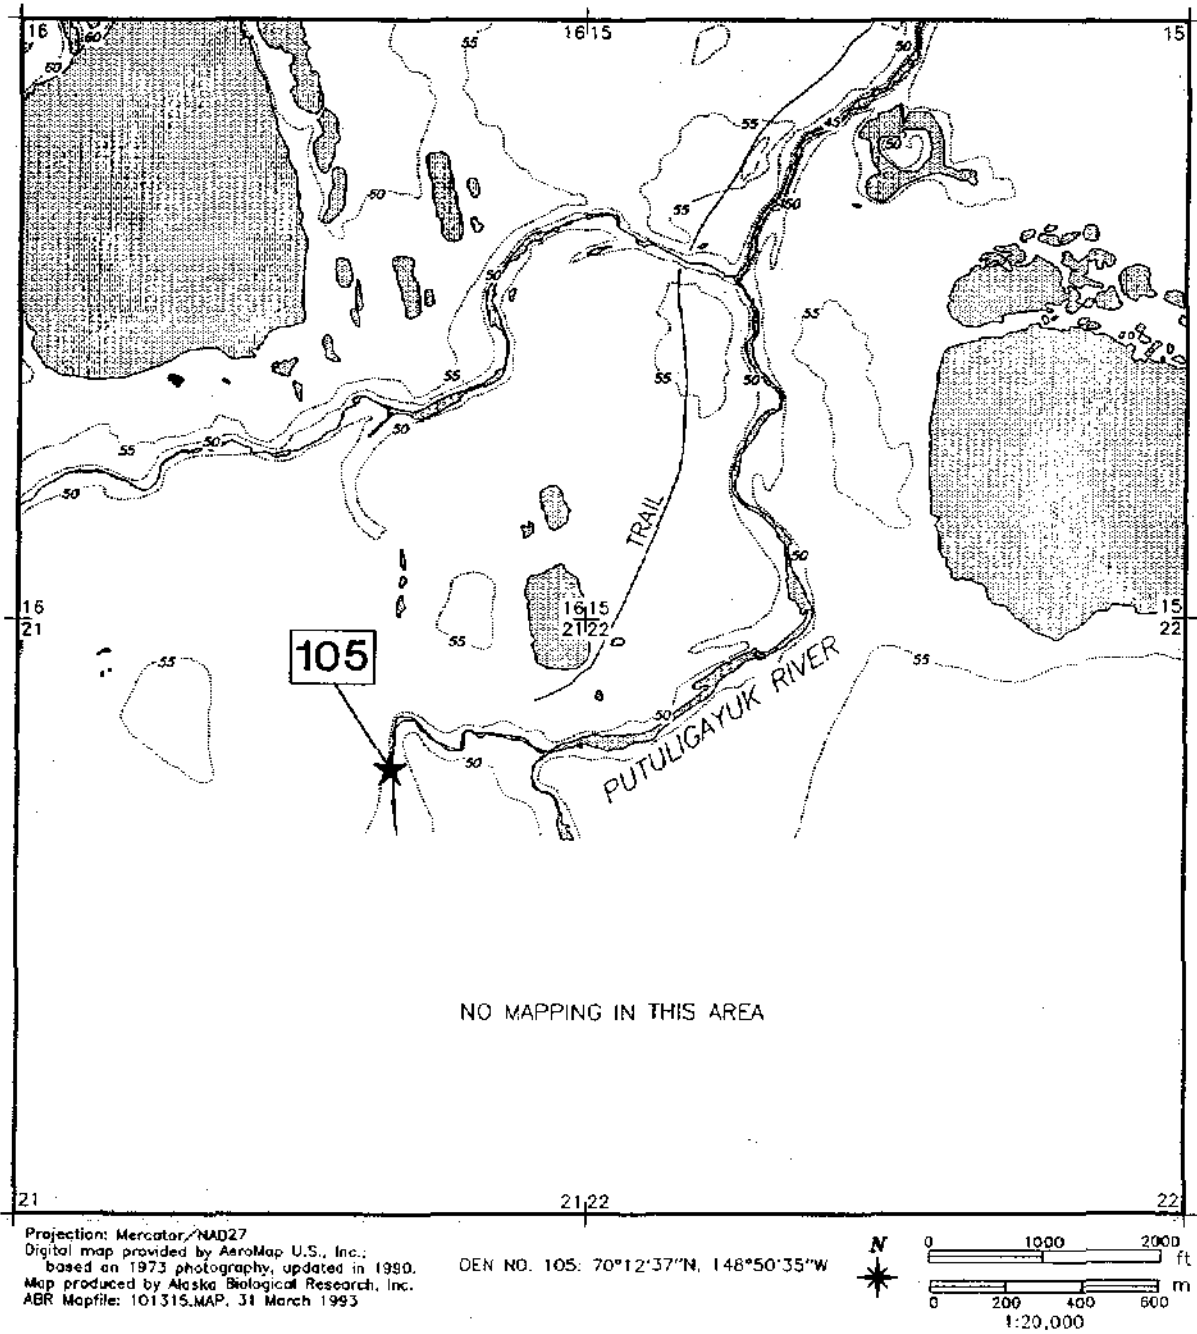 16
60
60
55
16 15
50
15
55
45
50
50
55
50
50
50
55
55
55
50
55
50
50
55
50
TRAIL
50
16
21
16 15
21 22
15
22
55
105
55
55
50
PUTULIGAYUK RIVER
50
NO MAPPING IN THIS AREA
21
21 22
22
Projection: Mercator/NAD27
Digital map provided by AeroMap U.S., Inc.;
based on 1973 photography, updated in 1990.
Map produced by Alaska Biological Research, Inc.
ABR Mapfile: 101315.MAP, 31 March 1993
DEN NO. 105: 70°12'37"N, 148°50'35"W
N
0 1000 2000
ft
m
0 200 400 600
1:20,000